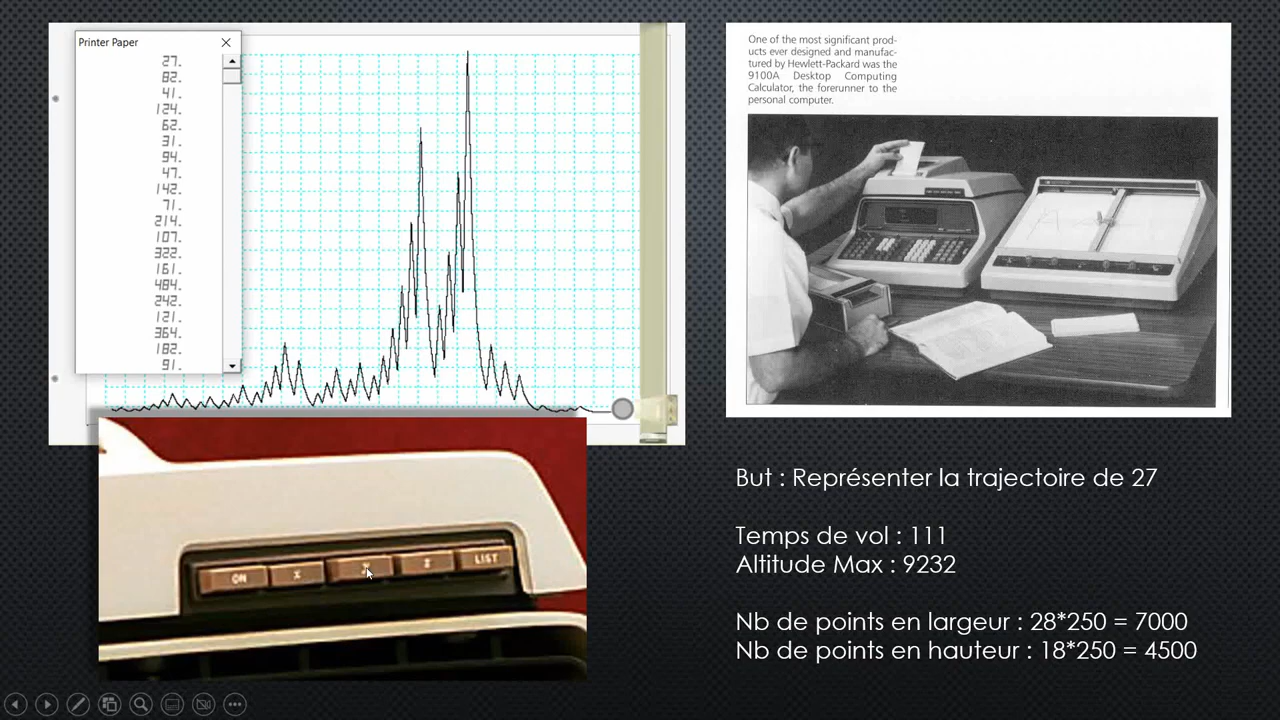 Printer Paper
27.
82.
41.
124.
62.
31.
94.
47.
142.
71.
214.
107.
322.
161.
484.
242.
121.
364.
182.
91.
One of the most significant prod-
ucts ever designed and manufac-
tured by Hewlett-Packard was the
9100A Desktop Computing
Calculator, the forerunner to the
personal computer.
ON
X
Z
LIST
But : Représenter la trajectoire de 27
Temps de vol : 111
Altitude Max : 9232
Nb de points en largeur : 28*250 = 7000
Nb de points en hauteur : 18*250 = 4500